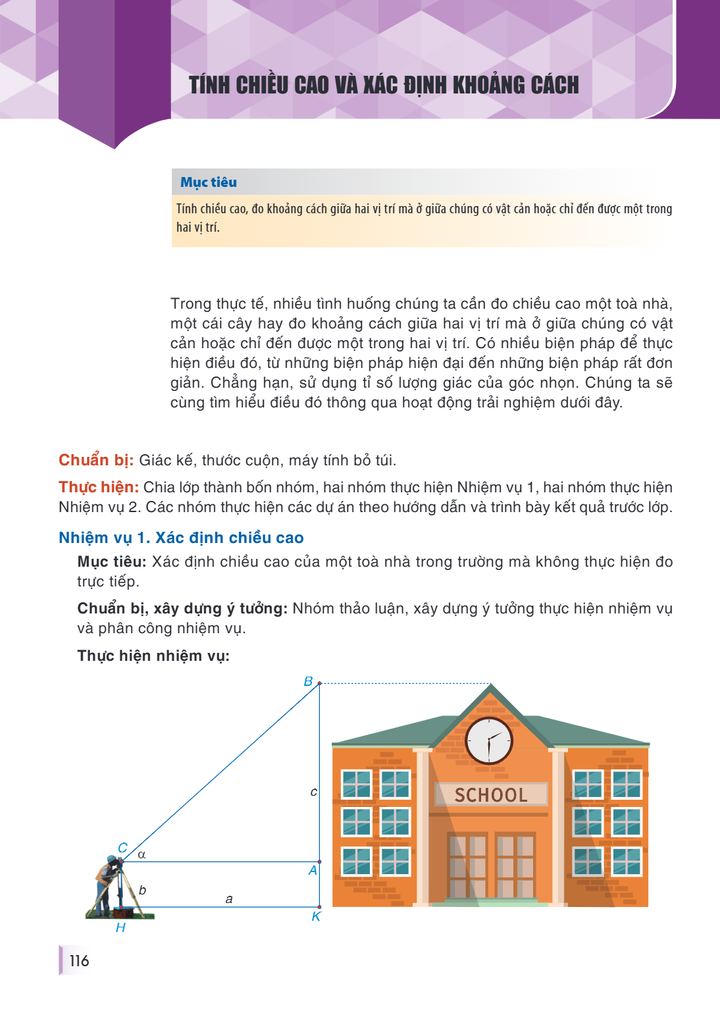 TÍNH CHIỀU CAO VÀ XÁC ĐỊNH KHOẢNG CÁCH
Mục tiêu
Tính chiều cao, đo khoảng cách giữa hai vị trí mà ở giữa chúng có vật cản hoặc chỉ đến được một trong
hai vị trí.
Trong thực tế, nhiều tình huống chúng ta cần đo chiều cao một toà nhà,
một cái cây hay đo khoảng cách giữa hai vị trí mà ở giữa chúng có vật
cản hoặc chỉ đến được một trong hai vị trí. Có nhiều biện pháp để thực
hiện điều đó, từ những biện pháp hiện đại đến những biện pháp rất đơn
giản. Chẳng hạn, sử dụng tỉ số lượng giác của góc nhọn. Chúng ta sẽ
cùng tìm hiểu điều đó thông qua hoạt động trải nghiệm dưới đây.
Chuẩn bị: Giác kế, thước cuộn, máy tính bỏ túi.
Thực hiện: Chia lớp thành bốn nhóm, hai nhóm thực hiện Nhiệm vụ 1, hai nhóm thực hiện
Nhiệm vụ 2. Các nhóm thực hiện các dự án theo hướng dẫn và trình bày kết quả trước lớp.
Nhiệm vụ 1. Xác định chiều cao
Mục tiêu: Xác định chiều cao của một toà nhà trong trường mà không thực hiện đo
trực tiếp.
Chuẩn bị, xây dựng ý tưởng: Nhóm thảo luận, xây dựng ý tưởng thực hiện nhiệm vụ
và phân công nhiệm vụ.
Thực hiện nhiệm vụ:
B
c
SCHOOL
C
α
A
b
a
H
K
116